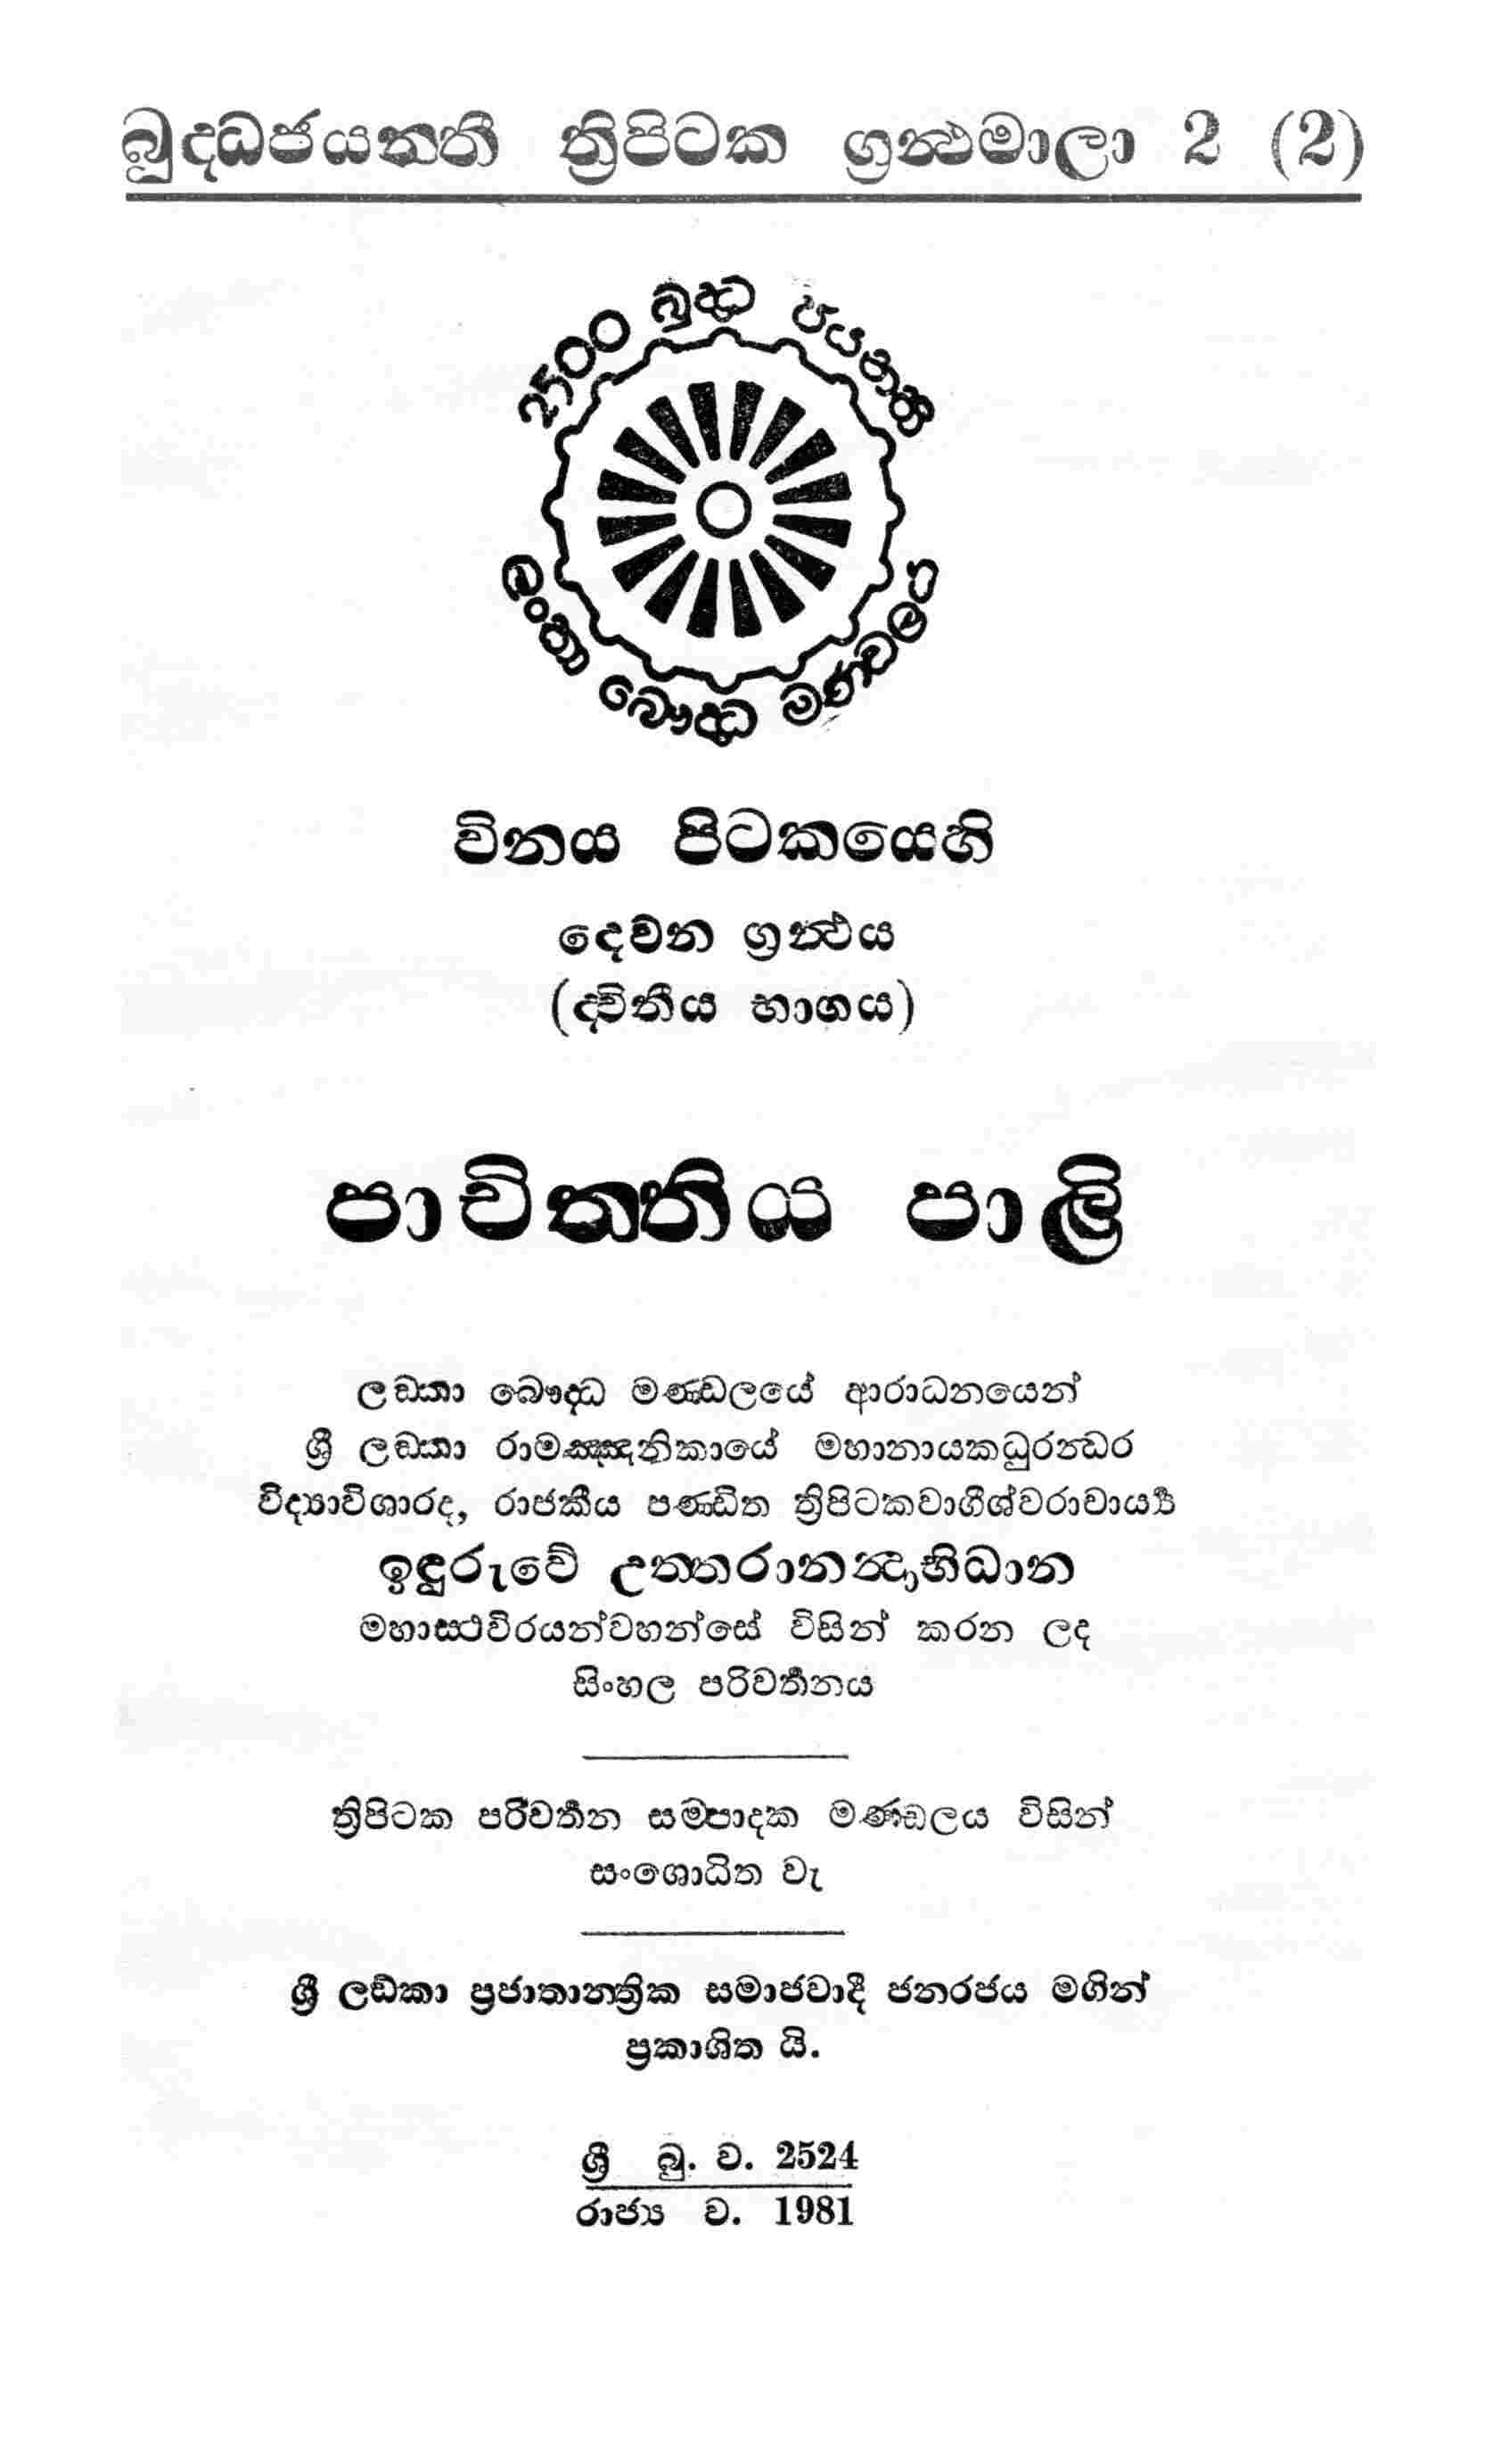 බුද්ධජයන්තී ත්‍රිපිටක ග්‍රන්ථමාලා 2 (2)
2500 බුද්ධ ජයන්ති
ලංකා බෞද්ධ මණ්ඩලය
විනය පිටකයෙහි
දෙවන ග්‍රන්ථය
(ද්විතීය භාගය)
පාචිත්තිය පාලි
ලඞ්කා බෞද්ධ මණ්ඩලයේ ආරාධනයෙන්
ශ්‍රී ලඞ්කා රාමඤ්ඤනිකායේ මහානායකධුරන්ධර
විද්‍යාවිශාරද, රාජකීය පණ්ඩිත ත්‍රිපිටකවාගීශ්වරාචාර්‍ය්‍ය
ඉඳුරුවේ උත්තරානන්දාභිධාන
මහාස්ථවිරයන්වහන්සේ විසින් කරන ලද
සිංහල පරිවර්තනය
ත්‍රිපිටක පරිවර්තන සම්පාදක මණ්ඩලය විසින්
සංශොධිත වැ
ශ්‍රී ලඞ්කා ප්‍රජාතාන්ත්‍රික සමාජවාදී ජනරජය මගින්
ප්‍රකාශිත යි.
ශ්‍රී බු. ව. 2524
රාජ්‍ය ව. 1981